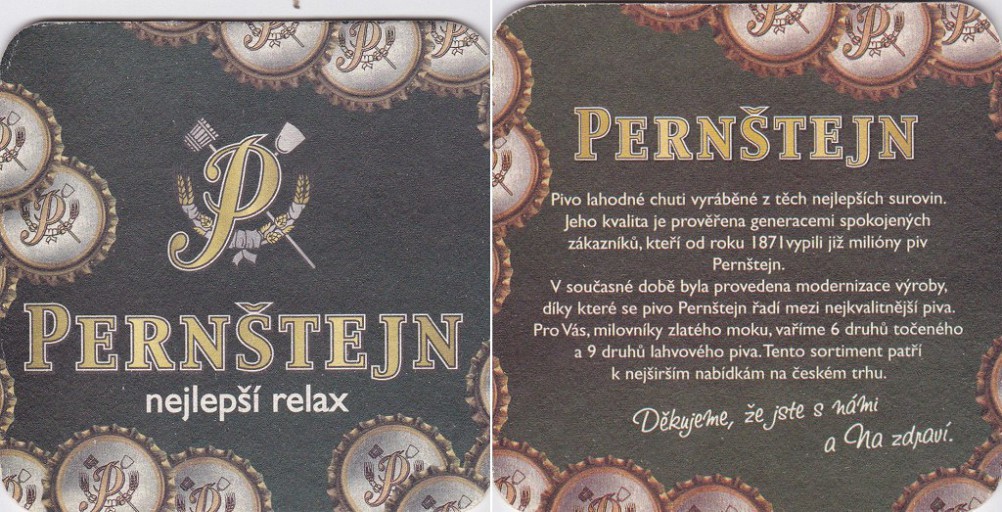 P
PERNŠTEJN
nejlepší relax
PERNŠTEJN
Pivo lahodné chuti vyráběné z těch nejlepších surovin.
Jeho kvalita je prověřena generacemi spokojených
zákazníků, kteří od roku 1871vypili již milióny piv
Pernštejn.
V současné době byla provedena modernizace výroby,
díky které se pivo Pernštejn řadí mezi nejkvalitnější piva.
Pro Vás, milovníky zlatého moku, vaříme 6 druhů točeného
a 9 druhů lahvového piva. Tento sortiment patří
k nejširším nabídkám na českém trhu.
Děkujeme, že jste s námi
a Na zdraví.